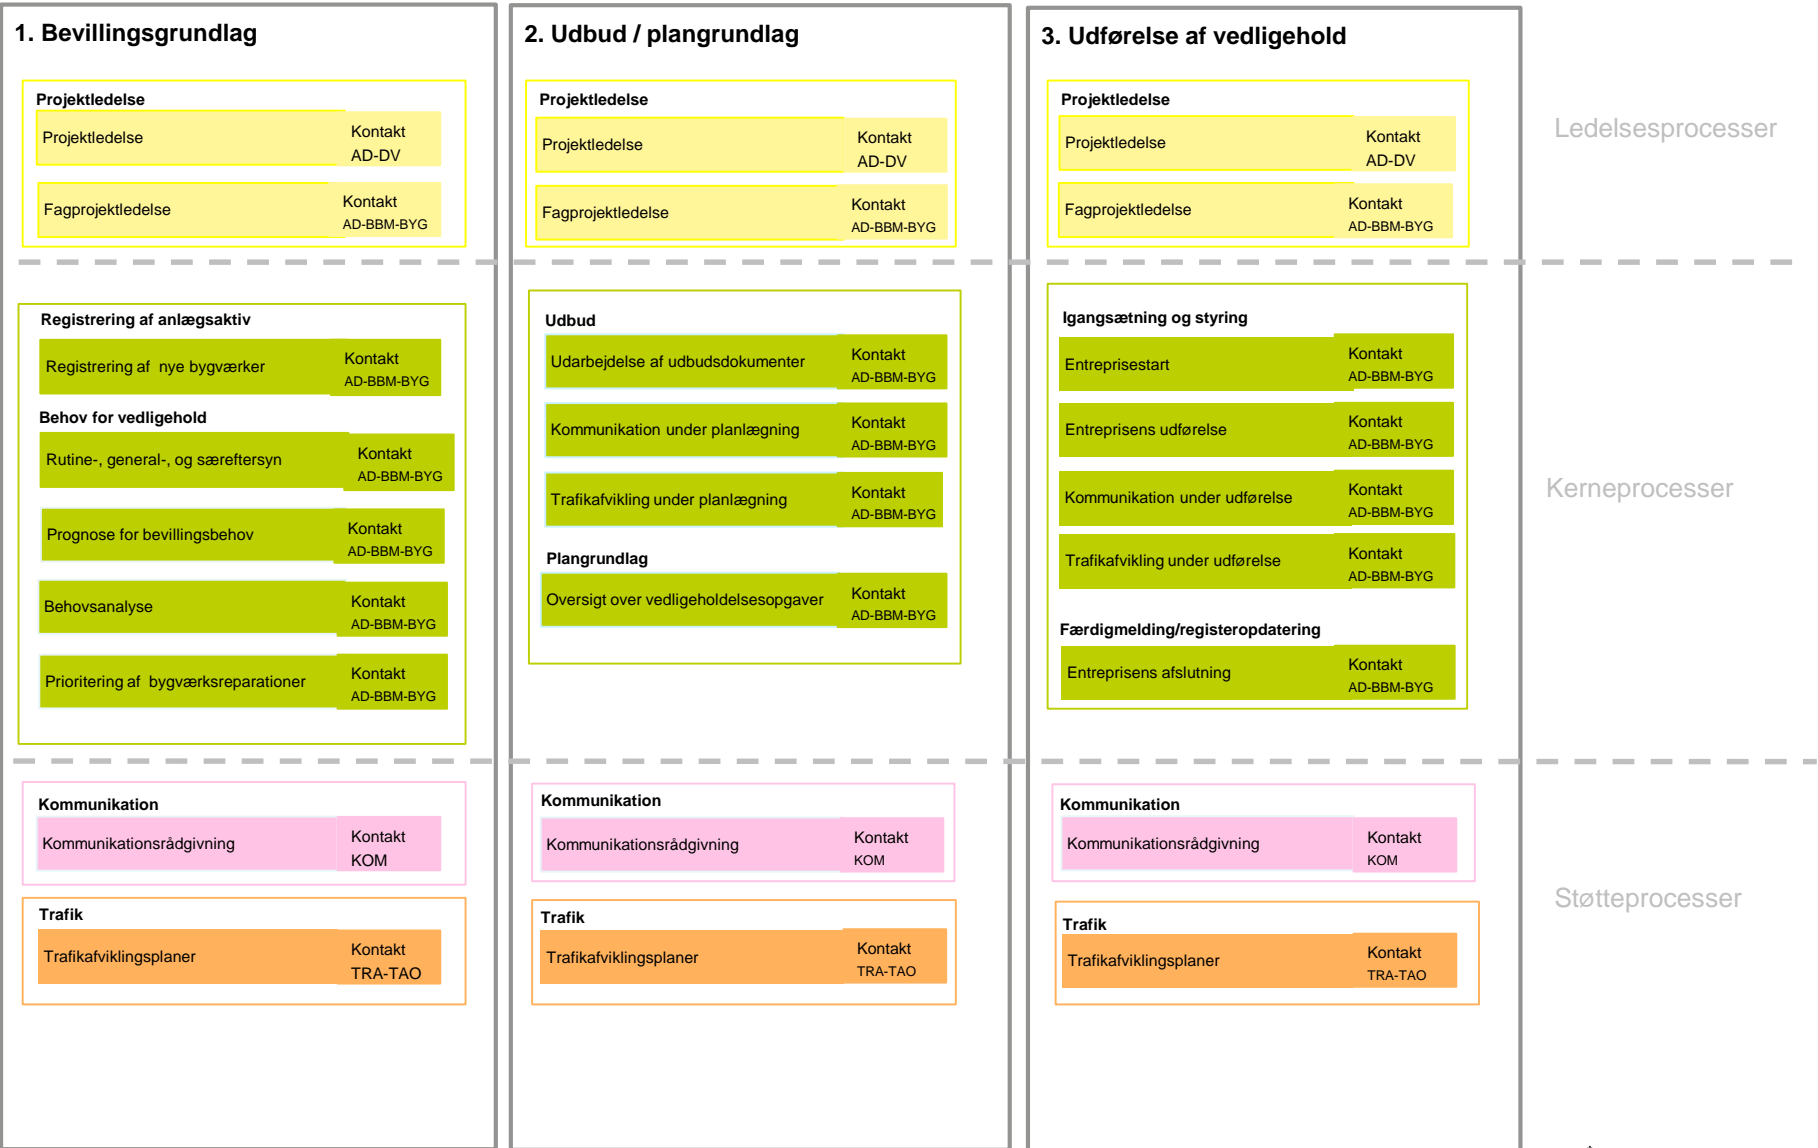 1. Bevillingsgrundlag
Projektledelse
Projektledelse
Kontakt
AD-DV
Fagprojektledelse
Kontakt
AD-BBM-BYG
Registrering af anlægsaktiv
Registrering af nye bygværker
Kontakt
AD-BBM-BYG
Behov for vedligehold
Rutine-, general-, og særeftersyn
Kontakt
AD-BBM-BYG
Prognose for bevillingsbehov
Kontakt
AD-BBM-BYG
Behovsanalyse
Kontakt
AD-BBM-BYG
Prioritering af bygværksreparationer
Kontakt
AD-BBM-BYG
Kommunikation
Kommunikationsrådgivning
Kontakt
KOM
Trafik
Trafikafviklingsplaner
Kontakt
TRA-TAO
2. Udbud / plangrundlag
Projektledelse
Projektledelse
Kontakt
AD-DV
Fagprojektledelse
Kontakt
AD-BBM-BYG
Udbud
Udarbejdelse af udbudsdokumenter
Kontakt
AD-BBM-BYG
Kommunikation under planlægning
Kontakt
AD-BBM-BYG
Trafikafvikling under planlægning
Kontakt
AD-BBM-BYG
Plangrundlag
Oversigt over vedligeholdelsesopgaver
Kontakt
AD-BBM-BYG
Kommunikation
Kommunikationsrådgivning
Kontakt
KOM
Trafik
Trafikafviklingsplaner
Kontakt
TRA-TAO
3. Udførelse af vedligehold
Projektledelse
Projektledelse
Kontakt
AD-DV
Fagprojektledelse
Kontakt
AD-BBM-BYG
Igangsætning og styring
Entreprisestart
Kontakt
AD-BBM-BYG
Entreprisens udførelse
Kontakt
AD-BBM-BYG
Kommunikation under udførelse
Kontakt
AD-BBM-BYG
Trafikafvikling under udførelse
Kontakt
AD-BBM-BYG
Færdigmelding/registeropdatering
Entreprisens afslutning
Kontakt
AD-BBM-BYG
Kommunikation
Kommunikationsrådgivning
Kontakt
KOM
Trafik
Trafikafviklingsplaner
Kontakt
TRA-TAO
Ledelsesprocesser
Kerneprocesser
Støtteprocesser